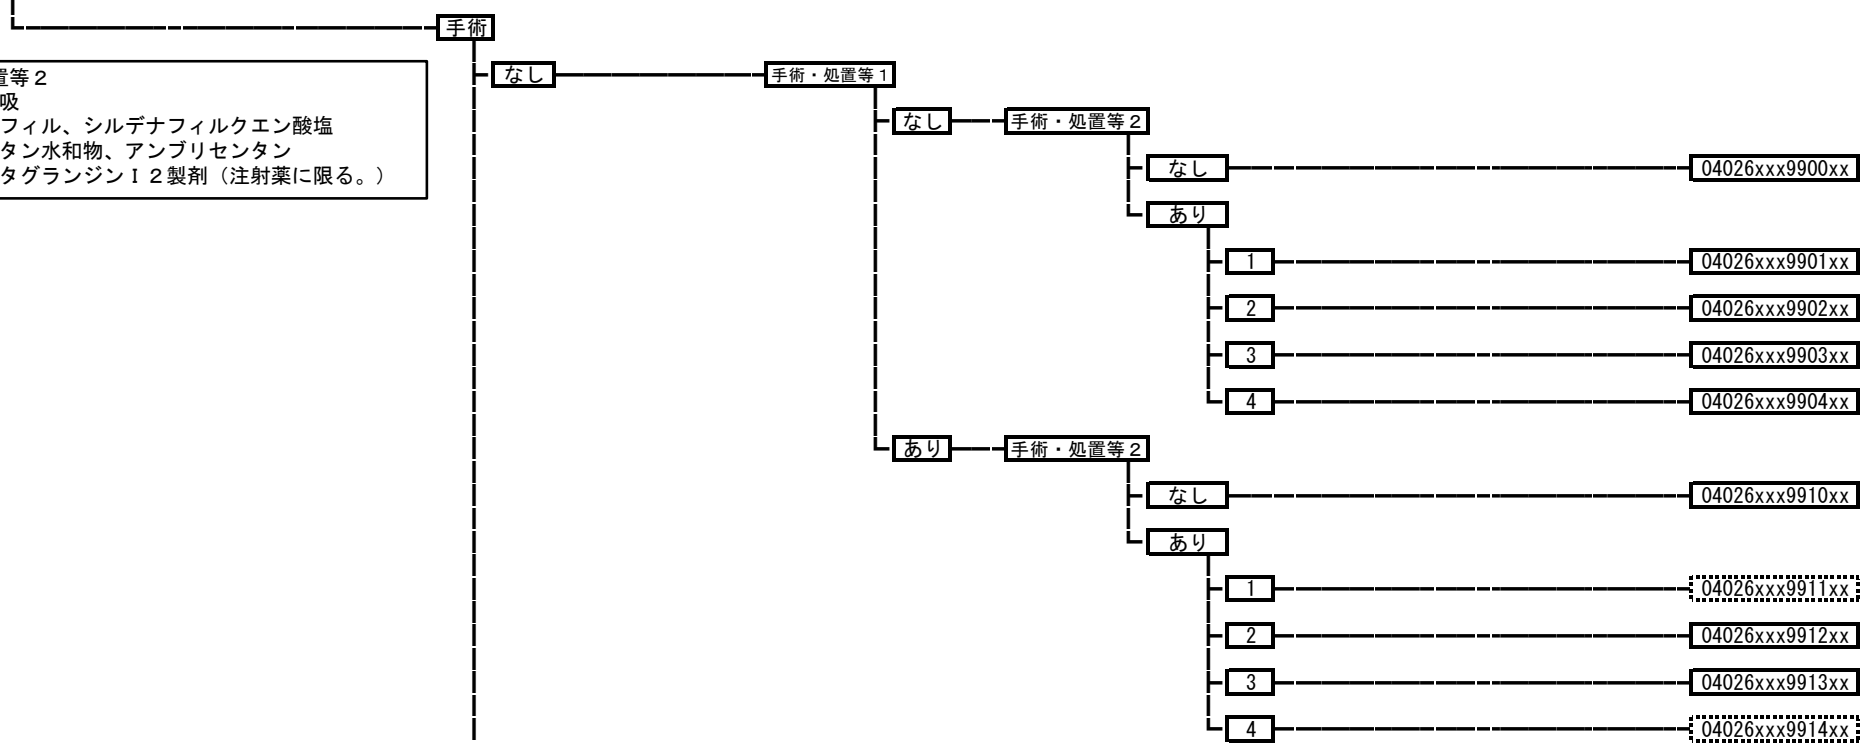 手術
置等２
吸
フィル、シルデナフィルクエン酸塩
タン水和物、アンブリセンタン
タグランジンＩ２製剤（注射薬に限る。）
なし
手術・処置等１
なし
手術・処置等２
なし
04026xxx9900xx
あり
1
04026xxx9901xx
2
04026xxx9902xx
3
04026xxx9903xx
4
04026xxx9904xx
あり
手術・処置等２
なし
04026xxx9910xx
あり
1
04026xxx9911xx
2
04026xxx9912xx
3
04026xxx9913xx
4
04026xxx9914xx